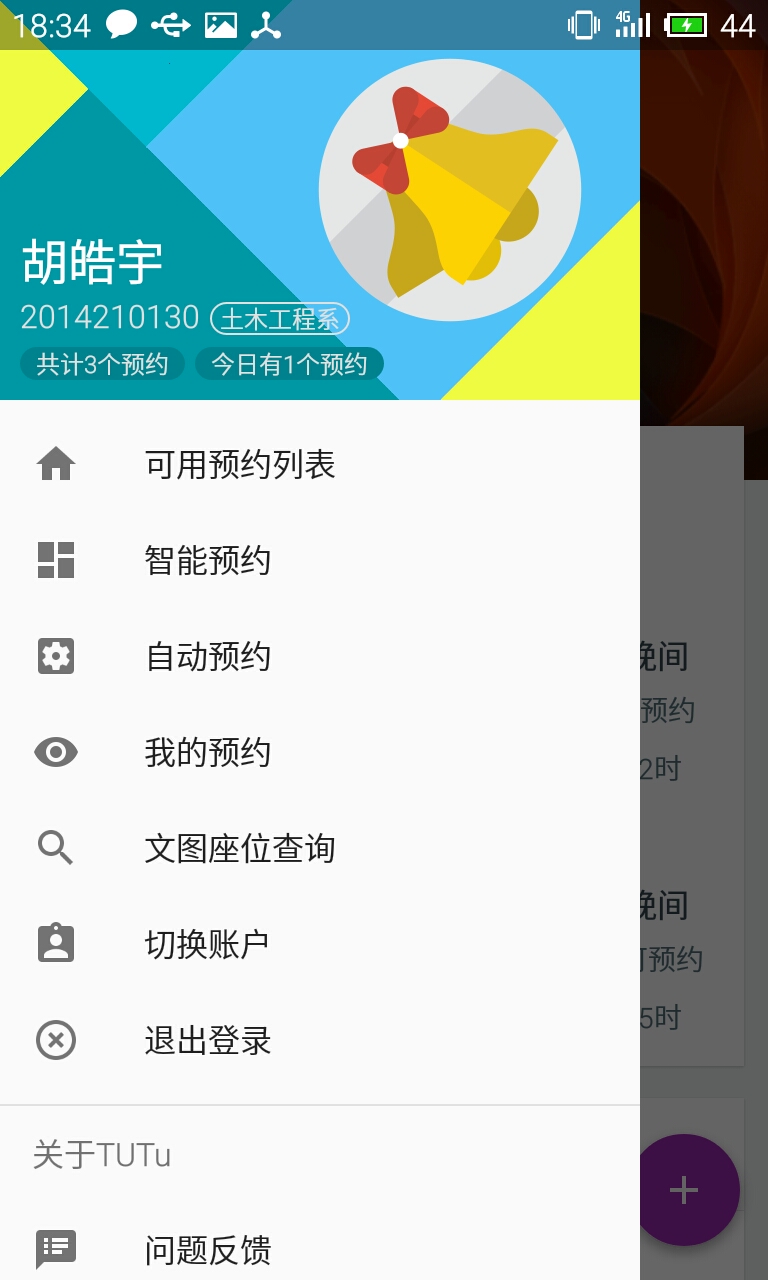 18:34 4G 44
胡皓宇
2014210130 土木工程系
共计3个预约 今日有1个预约
可用预约列表
智能预约
自动预约
晚间
我的预约
预约
2时
文图座位查询
晚间
切换账户
可预约
5时
退出登录
关于TUTu
问题反馈